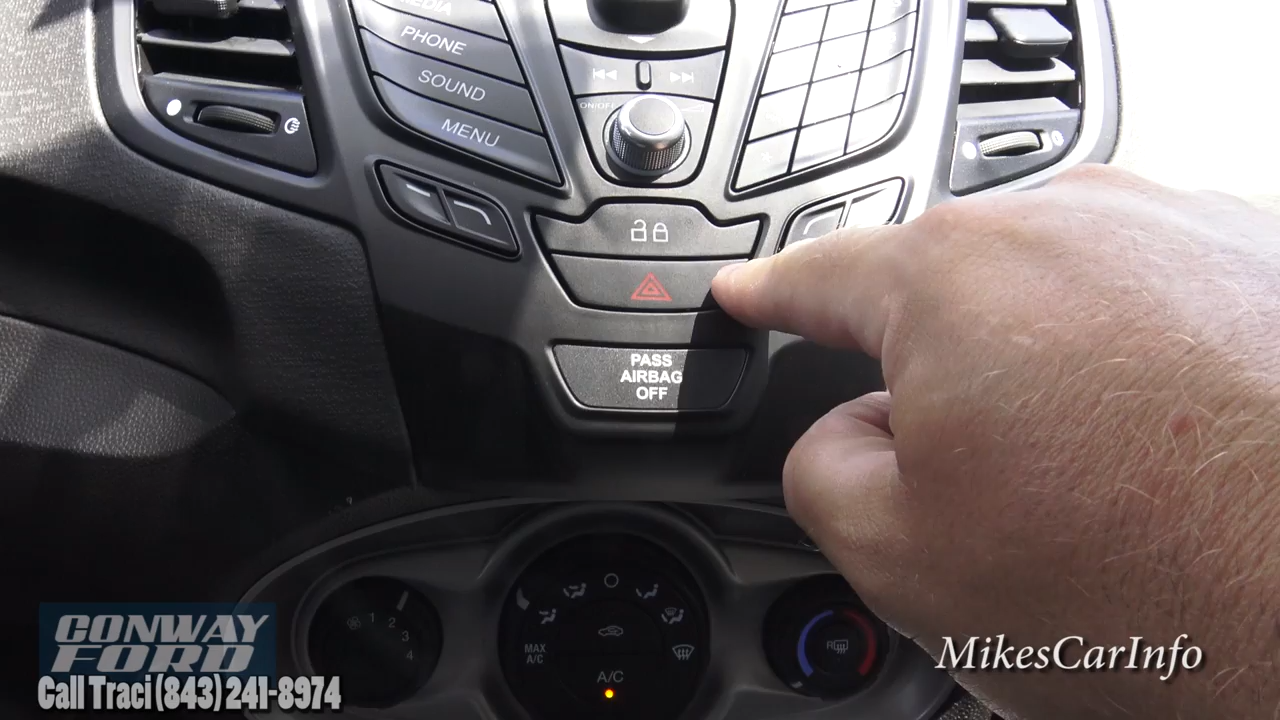 MEDIA
PHONE
SOUND
MENU
ON/OFF
PASS
AIRBAG
OFF
1
2
3
4
MAX
A/C
A/C
R
CONWAY
FORD
Call Traci (843) 241-8974
MikesCarInfo